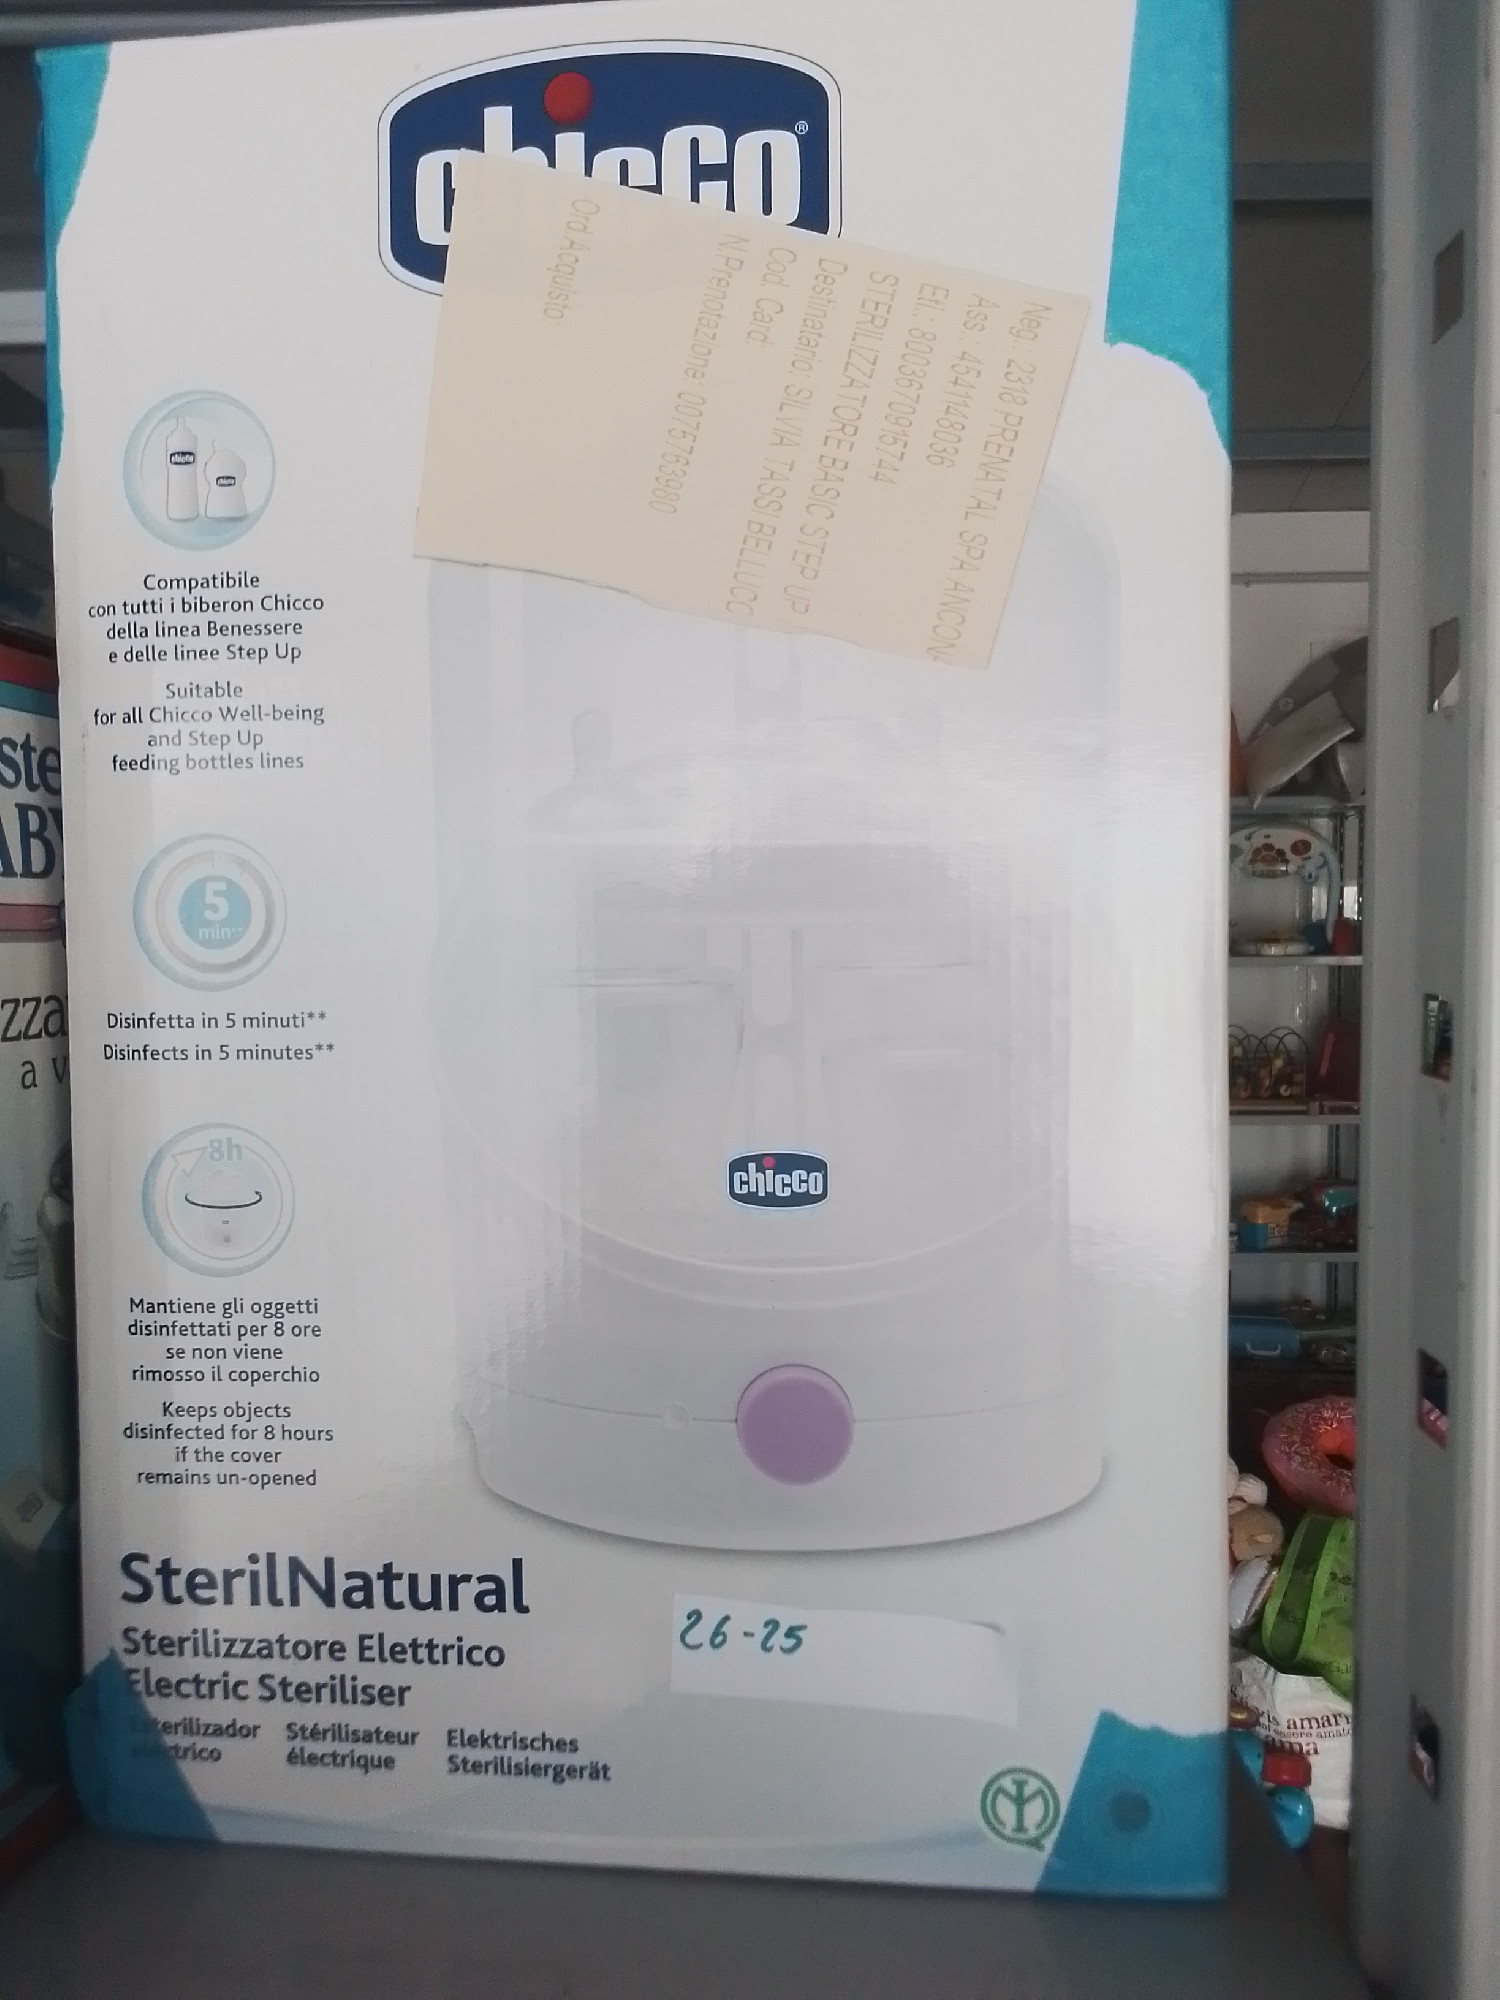 chicco®
Neg.: 2318 PRENATAL SPA ANCONA
Ass.: 4541148036
Eti.: 8003670915744
STERILIZZATORE BASIC STEP UP
Destinatario: SILVIA TASSI BELLUCC
Cod. Card:
N.Prenotazione: 0075763980
Ord.Acquisto:
chicco
chicco
Compatibile
con tutti i biberon Chicco
della linea Benessere
e delle linee Step Up
Suitable
for all Chicco Well-being
and Step Up
feeding bottles lines
5
min**
Disinfetta in 5 minuti**
Disinfects in 5 minutes**
8h
Mantiene gli oggetti
disinfettati per 8 ore
se non viene
rimosso il coperchio
Keeps objects
disinfected for 8 hours
if the cover
remains un-opened
chicco
SterilNatural
Sterilizzatore Elettrico
Electric Steriliser
Stérilisateur
électrique
Elektrisches
Sterilisiergerät
26-25